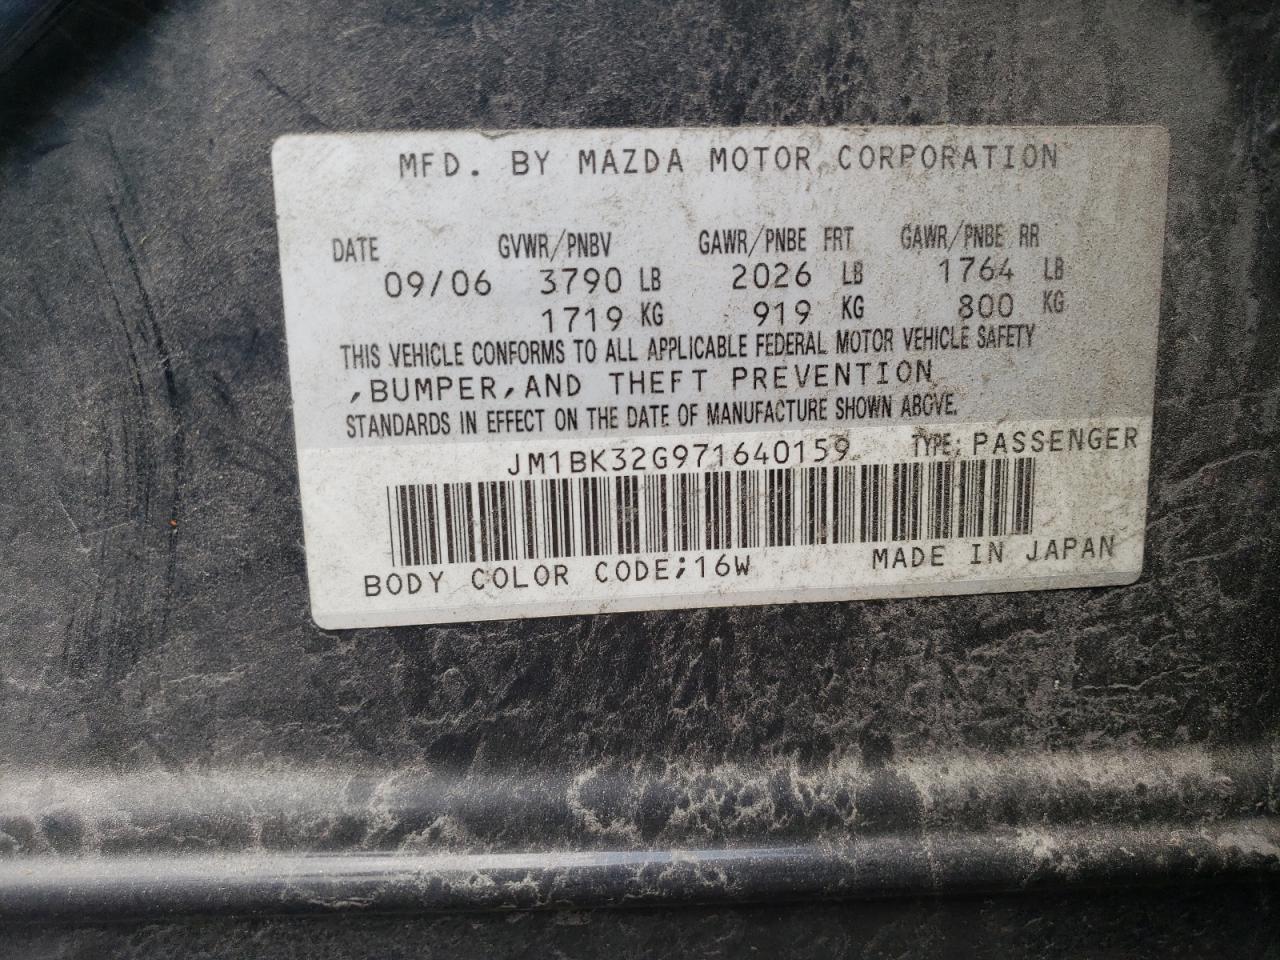 MFD. BY MAZDA MOTOR CORPORATION
DATE GVWR/PNBV GAWR/PNBE FRT GAWR/PNBE RR
09/06 3790 LB 2026 LB 1764 LB
1719 KG 919 KG 800 KG
THIS VEHICLE CONFORMS TO ALL APPLICABLE FEDERAL MOTOR VEHICLE SAFETY
,BUMPER,AND THEFT PREVENTION
STANDARDS IN EFFECT ON THE DATE OF MANUFACTURE SHOWN ABOVE.
JM1BK32G971640159 TYPE; PASSENGER
BODY COLOR CODE;16W MADE IN JAPAN